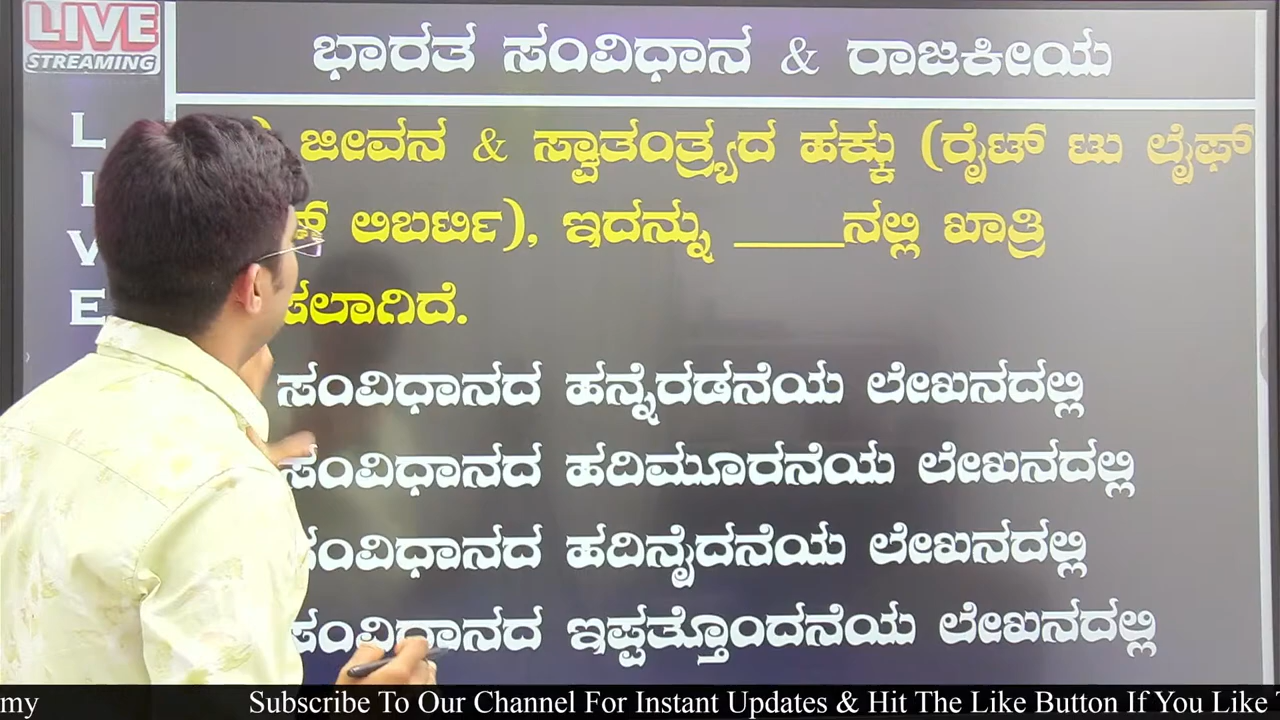 LIVE
STREAMING
ಭಾರತ ಸಂವಿಧಾನ & ರಾಜಕೀಯ
L
I
V
E
) ಜೀವನ & ಸ್ವಾತಂತ್ರ್ಯದ ಹಕ್ಕು (ರೈಟ್ ಟು ಲೈಫ್
ಲಿಬರ್ಟಿ), ಇದನ್ನು ____ನಲ್ಲಿ ಖಾತ್ರಿ
ಸಂವಿಧಾನದ ಹನ್ನೆರಡನೆಯ ಲೇಖನದಲ್ಲಿ
ಸಂವಿಧಾನದ ಹದಿಮೂರನೆಯ ಲೇಖನದಲ್ಲಿ
ಸಂವಿಧಾನದ ಹದಿನೈದನೆಯ ಲೇಖನದಲ್ಲಿ
ಸಂವಿಧಾನದ ಇಪ್ಪತ್ತೊಂದನೆಯ ಲೇಖನದಲ್ಲಿ
my Subscribe To Our Channel For Instant Updates & Hit The Like Button If You Like